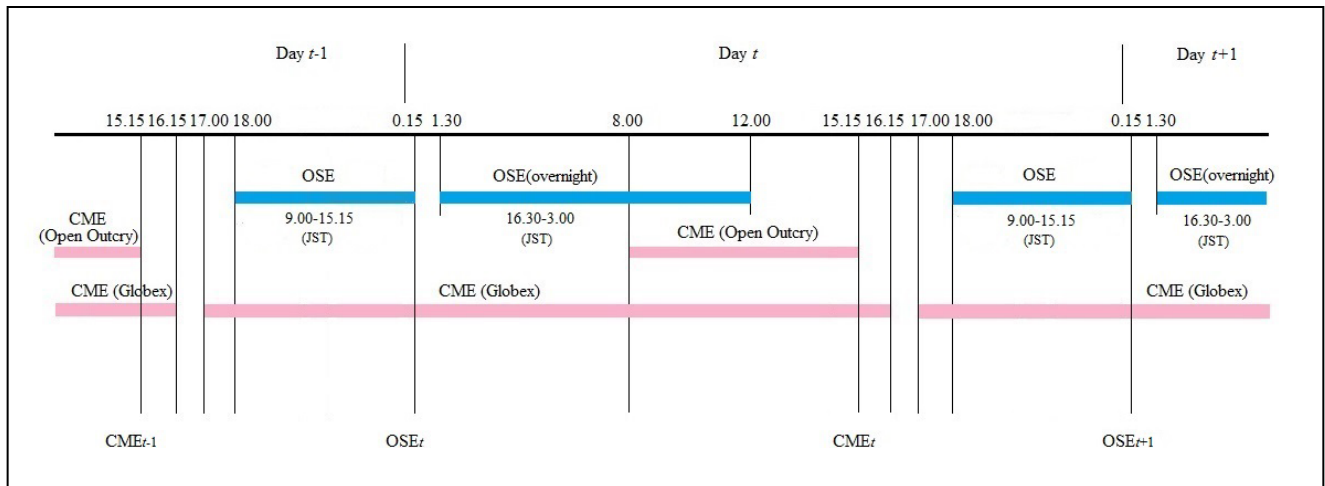 Day t-1 Day t Day t+1
15.15 16.15 17.00 18.00 0.15 1.30 8.00 12.00 15.15 16.15 17.00 18.00 0.15 1.30
OSE OSE(overnight) OSE OSE(overnight)
9.00-15.15 16.30-3.00 9.00-15.15 16.30-3.00
(JST) (JST) (JST) (JST)
CME
(Open Outcry) CME (Open Outcry)
CME (Globex) CME (Globex) CME (Globex)
CMEt-1 OSEt CMEt OSEt+1